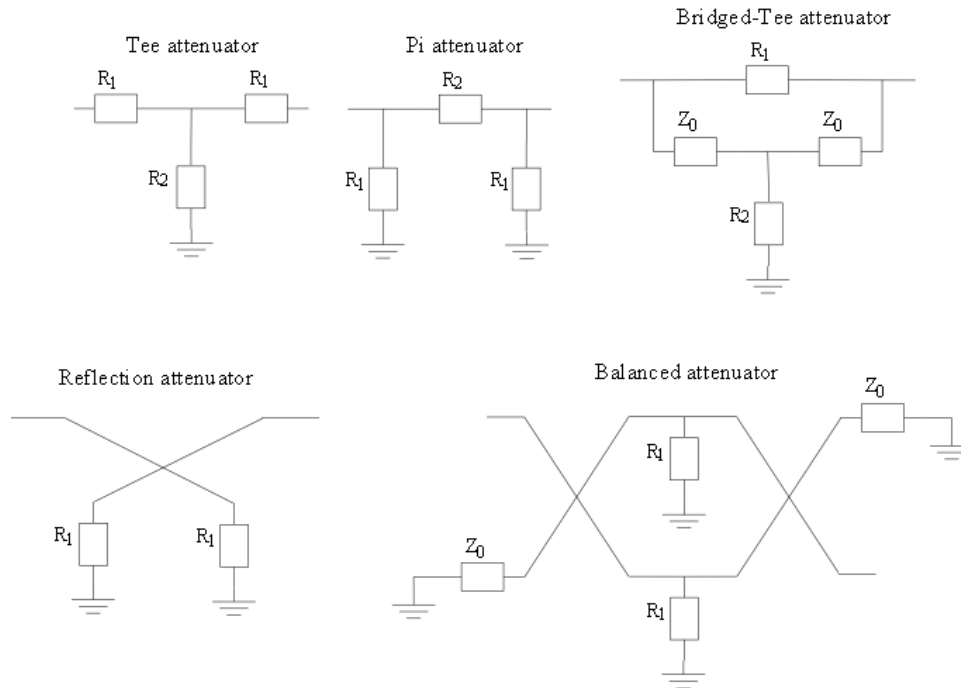 Tee attenuator
R1
R1
R2
Pi attenuator
R2
R1
R1
Bridged-Tee attenuator
R1
Z0
Z0
R2
Reflection attenuator
R1
R1
Balanced attenuator
Z0
R1
Z0
R1